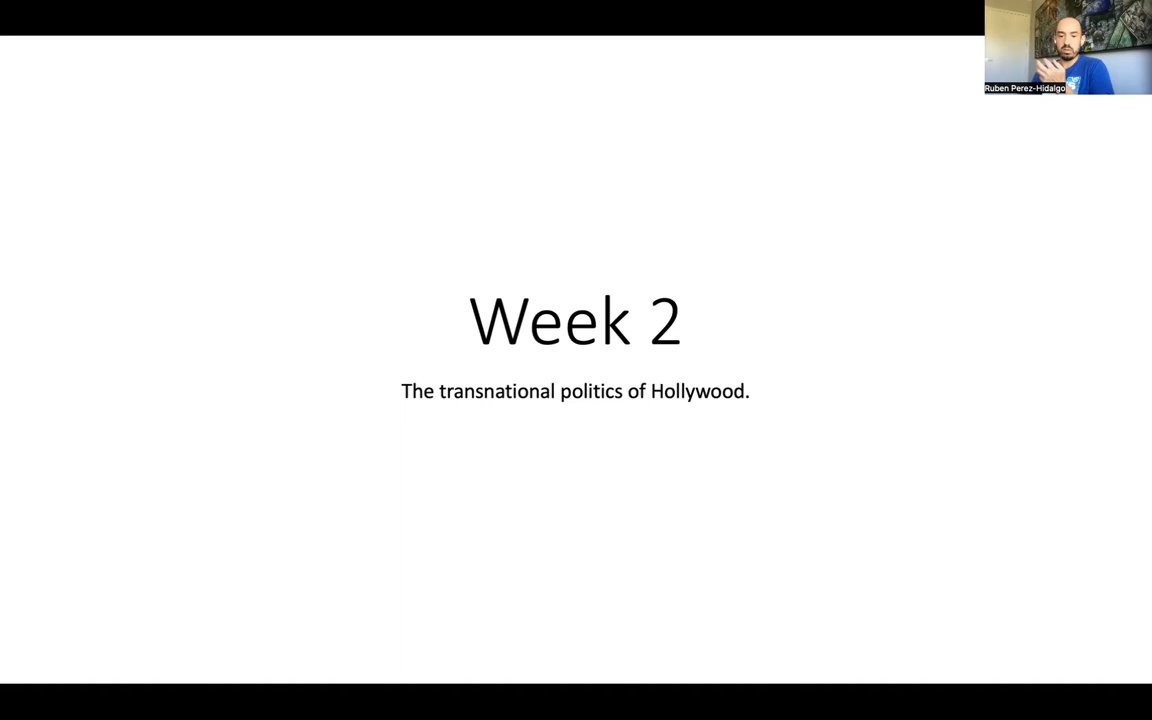 Ruben Perez-Hidalgo
Week 2
The transnational politics of Hollywood.